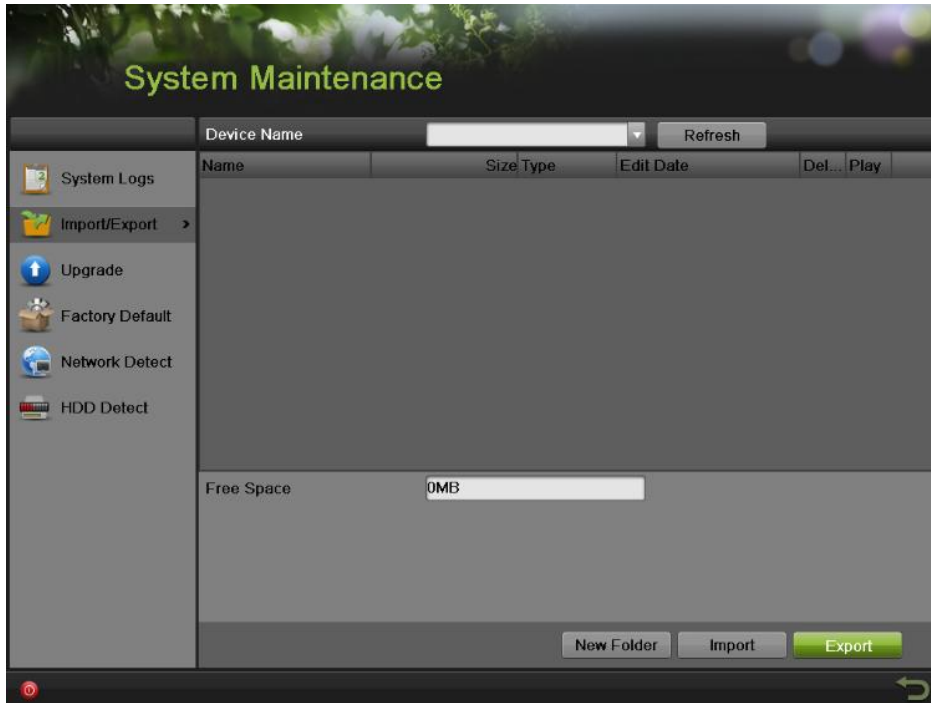 System Maintenance
Device Name
Refresh
Name Size Type Edit Date Del... Play
System Logs
Import/Export >
Upgrade
Factory Default
Network Detect
HDD Detect
Free Space 0MB
New Folder Import Export